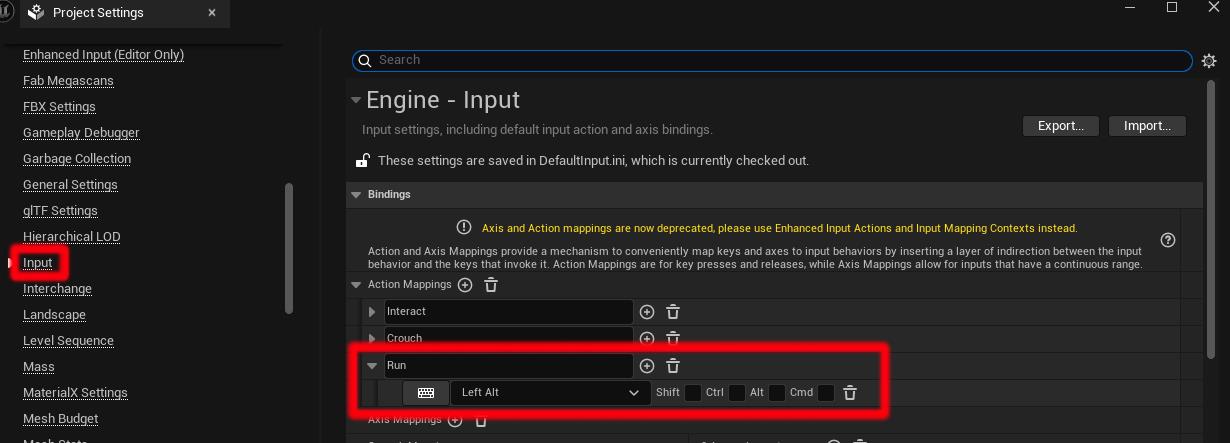 Project Settings
Enhanced Input (Editor Only)
Fab Megascans
FBX Settings
Gameplay Debugger
Garbage Collection
General Settings
glTF Settings
Hierarchical LOD
Input
Interchange
Landscape
Level Sequence
Mass
MaterialX Settings
Mesh Budget
Search
Engine - Input
Input settings, including default input action and axis bindings.
Export...
Import...
These settings are saved in DefaultInput.ini, which is currently checked out.
Bindings
Axis and Action mappings are now deprecated, please use Enhanced Input Actions and Input Mapping Contexts instead.
Action and Axis Mappings provide a mechanism to conveniently map keys and axes to input behaviors by inserting a layer of indirection between the input
behavior and the keys that invoke it. Action Mappings are for key presses and releases, while Axis Mappings allow for inputs that have a continuous range.
Action Mappings
Interact
Crouch
Run
Left Alt Shift Ctrl Alt Cmd
Axis Mappings